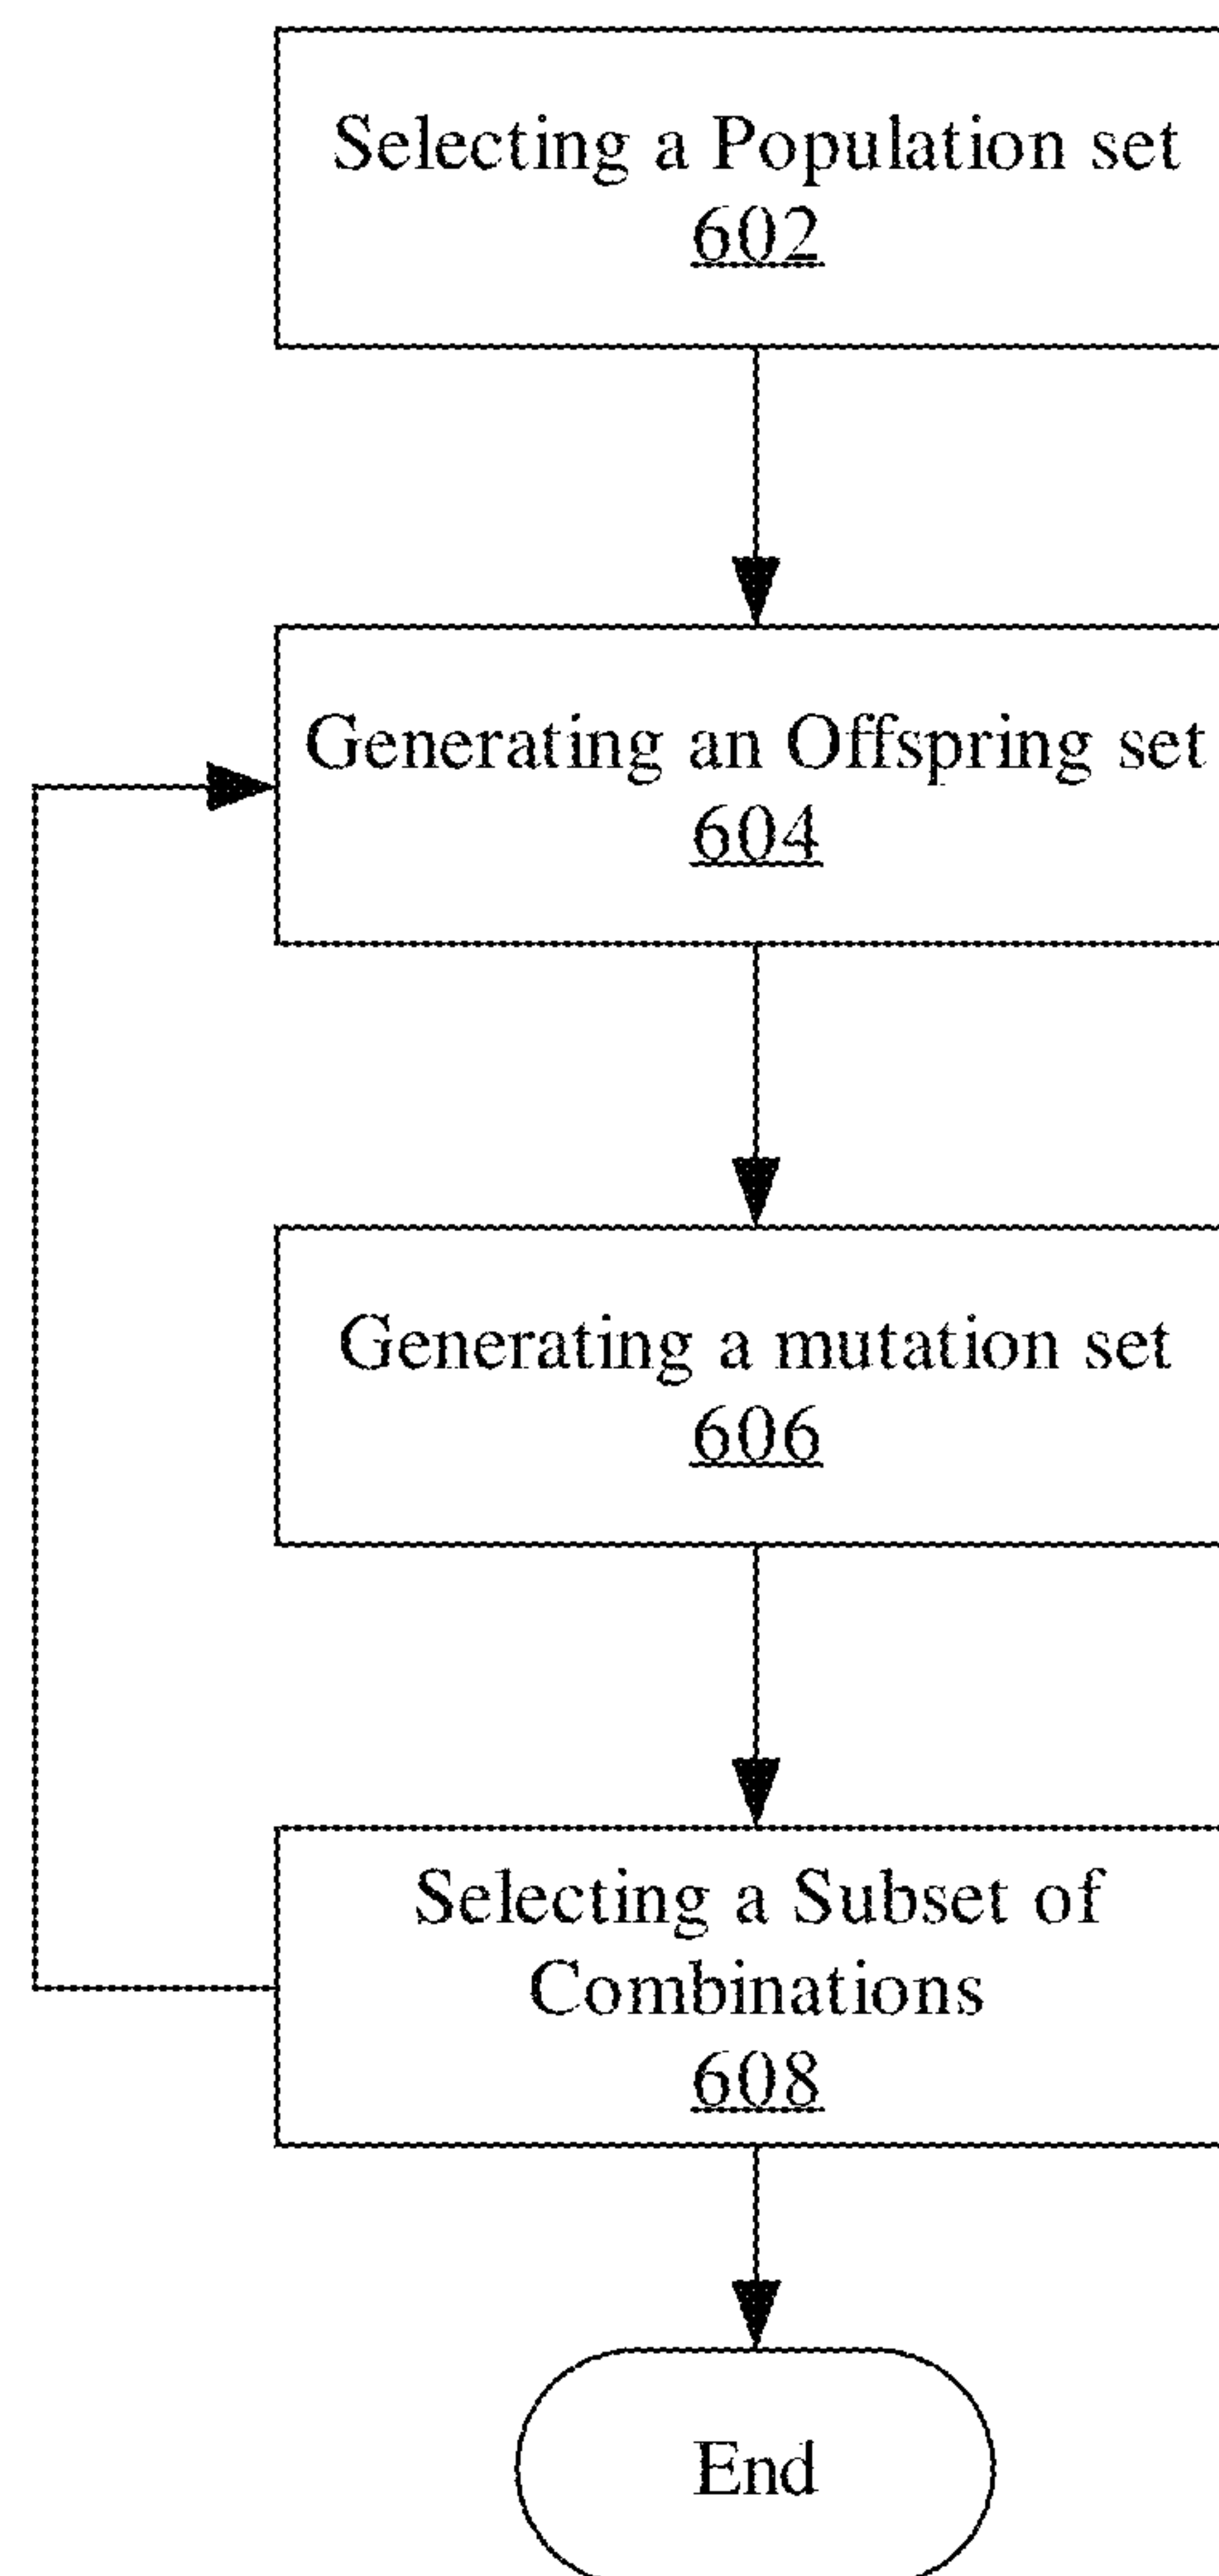 Selecting a Population set
602
Generating an Offspring set
604
Generating a mutation set
606
Selecting a Subset of
Combinations
608
End